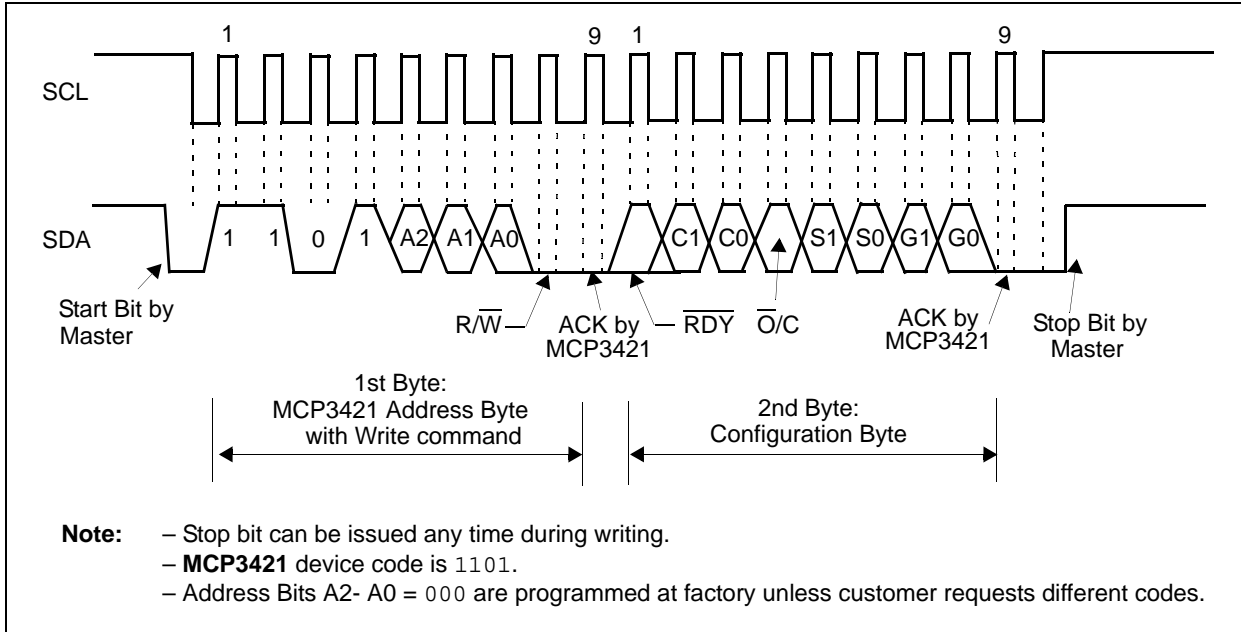 1 9 1 9
SCL
SDA
1 1 0 1 A2 A1 A0 C1 C0 S1 S0 G1 G0
Start Bit by
Master
R/W̅
ACK by
MCP3421
R̅D̅Y̅
O̅/C
ACK by
MCP3421
Stop Bit by
Master
1st Byte:
MCP3421 Address Byte
with Write command
2nd Byte:
Configuration Byte
Note: – Stop bit can be issued any time during writing.
– MCP3421 device code is 1101.
– Address Bits A2- A0 = 000 are programmed at factory unless customer requests different codes.